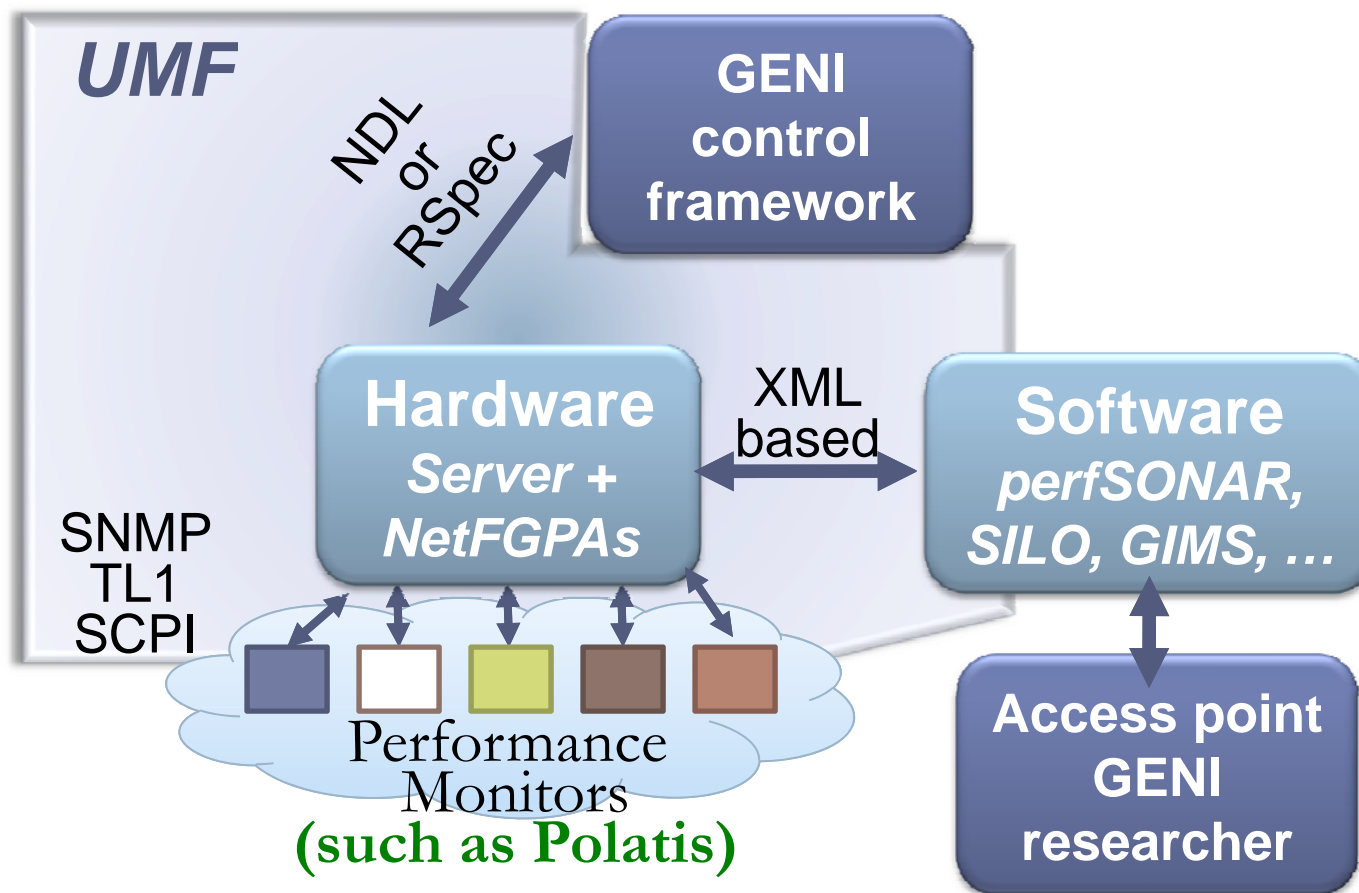 UMF
GENI
control
framework
NDL
or
RSpec
Hardware
Server +
NetFGPAs
XML
based
Software
perfSONAR,
SILO, GIMS, …
SNMP
TL1
SCPI
Performance
Monitors
(such as Polatis)
Access point
GENI
researcher